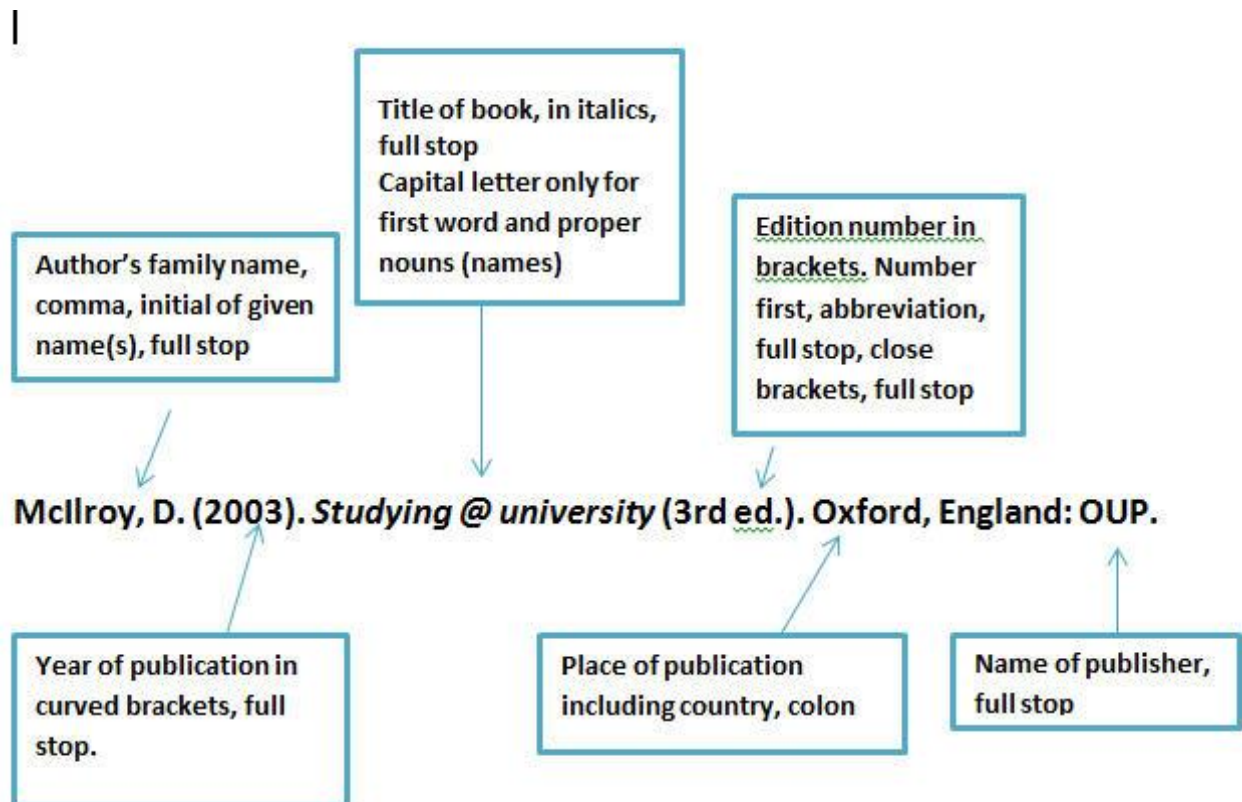 Title of book, in italics,
full stop
Capital letter only for
first word and proper
nouns (names)
Edition number in
brackets. Number
first, abbreviation,
full stop, close
brackets, full stop
Author’s family name,
comma, initial of given
name(s), full stop
McIlroy, D. (2003). Studying @ university (3rd ed.). Oxford, England: OUP.
Year of publication in
curved brackets, full
stop.
Place of publication
including country, colon
Name of publisher,
full stop